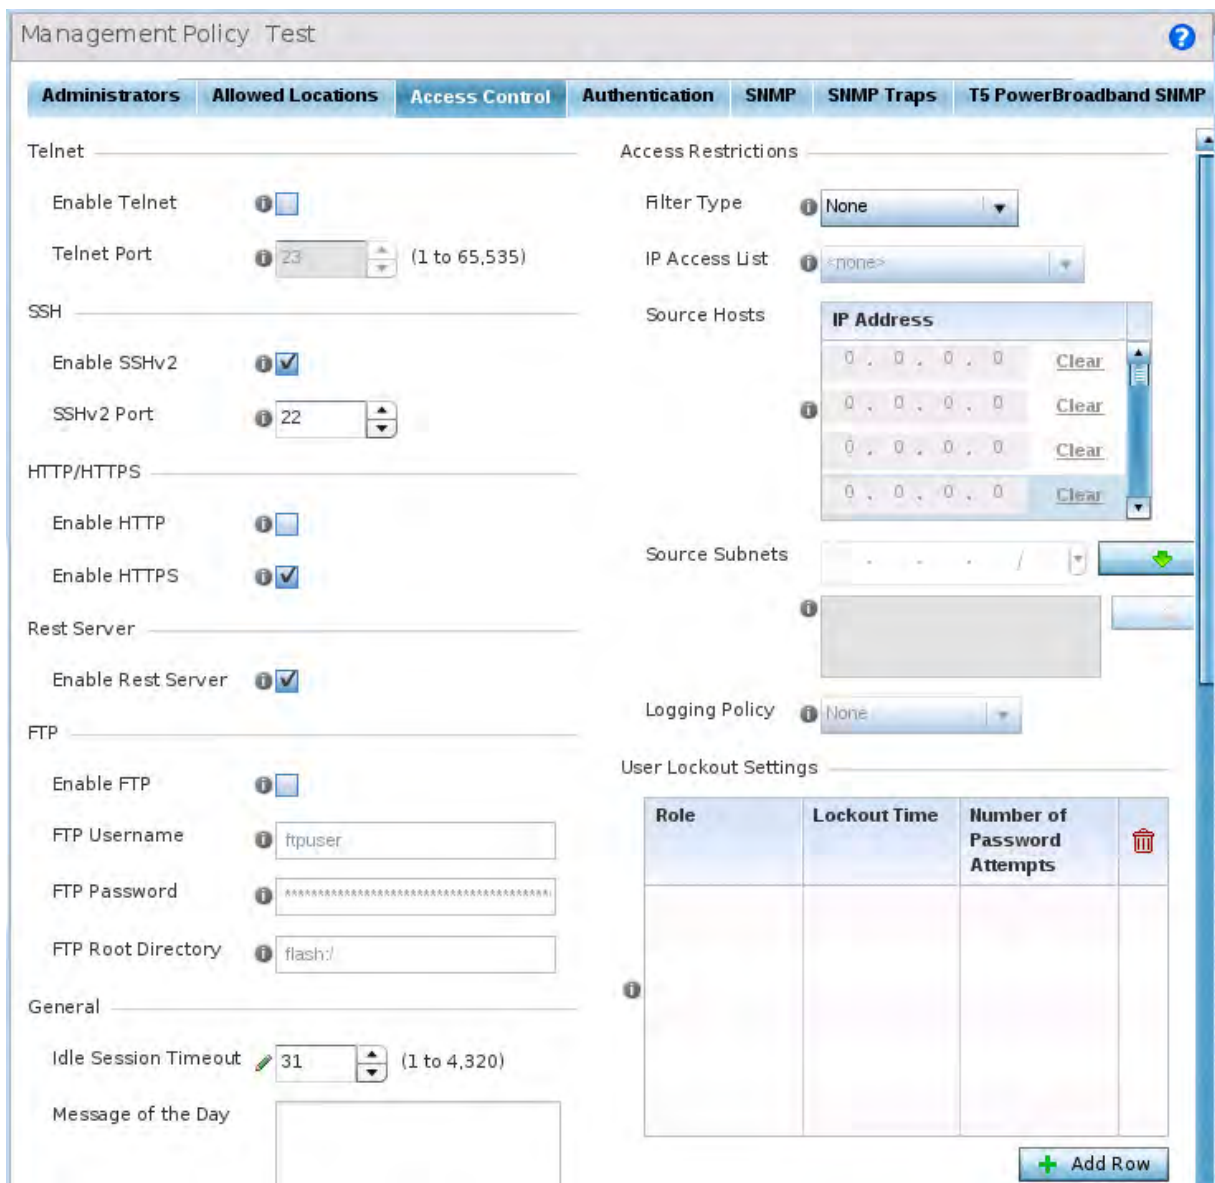 Management Policy Test
Administrators Allowed Locations Access Control Authentication SNMP SNMP Traps T5 PowerBroadband SNMP
Telnet
Enable Telnet
Telnet Port 23 (1 to 65,535)
SSH
Enable SSHv2
SSHv2 Port 22
HTTP/HTTPS
Enable HTTP
Enable HTTPS
Rest Server
Enable Rest Server
FTP
Enable FTP
FTP Username ftpuser
FTP Password ****************************************
FTP Root Directory flash:/
General
Idle Session Timeout 31 (1 to 4,320)
Message of the Day
Access Restrictions
Filter Type None
IP Access List <none>
Source Hosts IP Address
0 . 0 . 0 . 0 Clear
0 . 0 . 0 . 0 Clear
0 . 0 . 0 . 0 Clear
0 . 0 . 0 . 0 Clear
Source Subnets . . . /
Logging Policy None
User Lockout Settings
Role Lockout Time Number of
Password
Attempts
Add Row